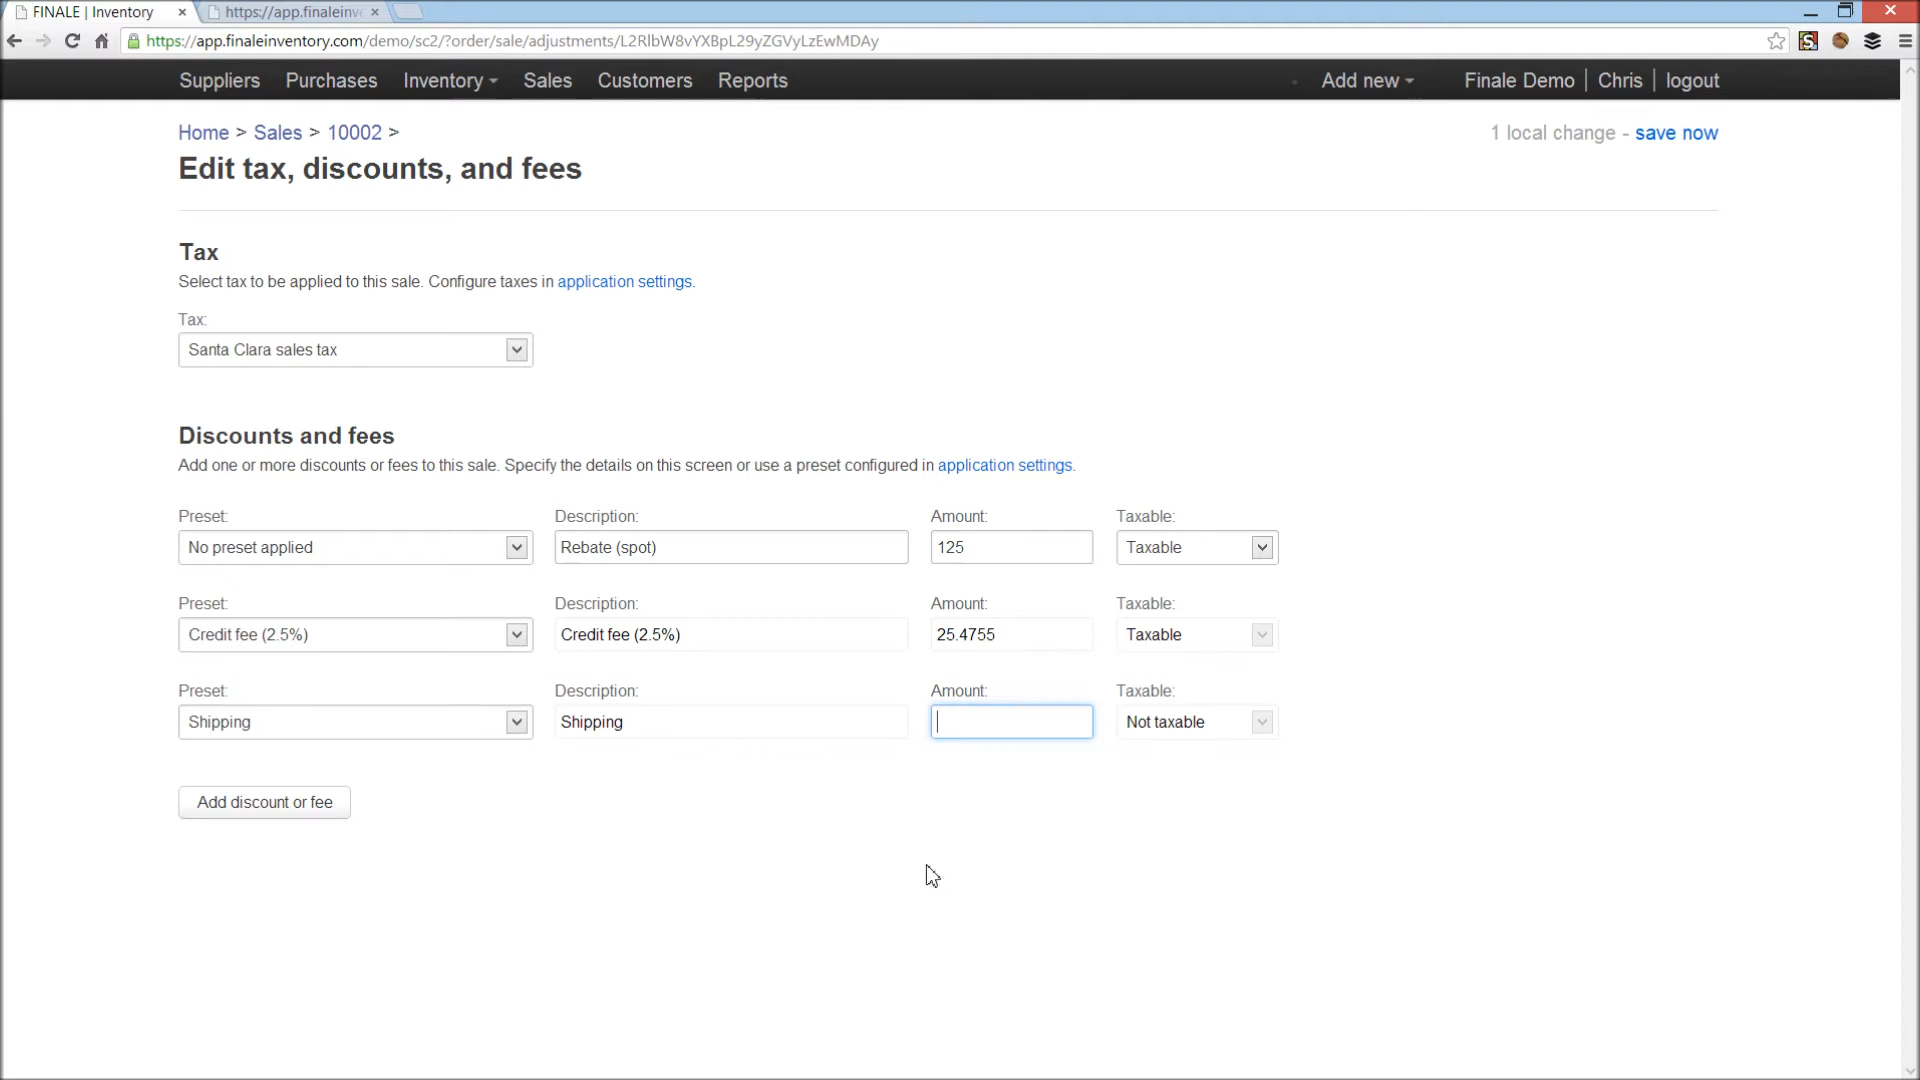 FINALE | Inventory
https://app.finaleinv
https://app.finaleinventory.com/demo/sc2/?order/sale/adjustments/L2RlbW8vYXBpL29yZGVyLzEwMDAy
Suppliers Purchases Inventory Sales Customers Reports Add new Finale Demo | Chris | logout
Home > Sales > 10002 >
1 local change - save now
Edit tax, discounts, and fees
Tax
Select tax to be applied to this sale. Configure taxes in application settings.
Tax:
Santa Clara sales tax
Discounts and fees
Add one or more discounts or fees to this sale. Specify the details on this screen or use a preset configured in application settings.
Preset: Description: Amount: Taxable:
No preset applied Rebate (spot) 125 Taxable
Preset: Description: Amount: Taxable:
Credit fee (2.5%) Credit fee (2.5%) 25.4755 Taxable
Preset: Description: Amount: Taxable:
Shipping Shipping Not taxable
Add discount or fee